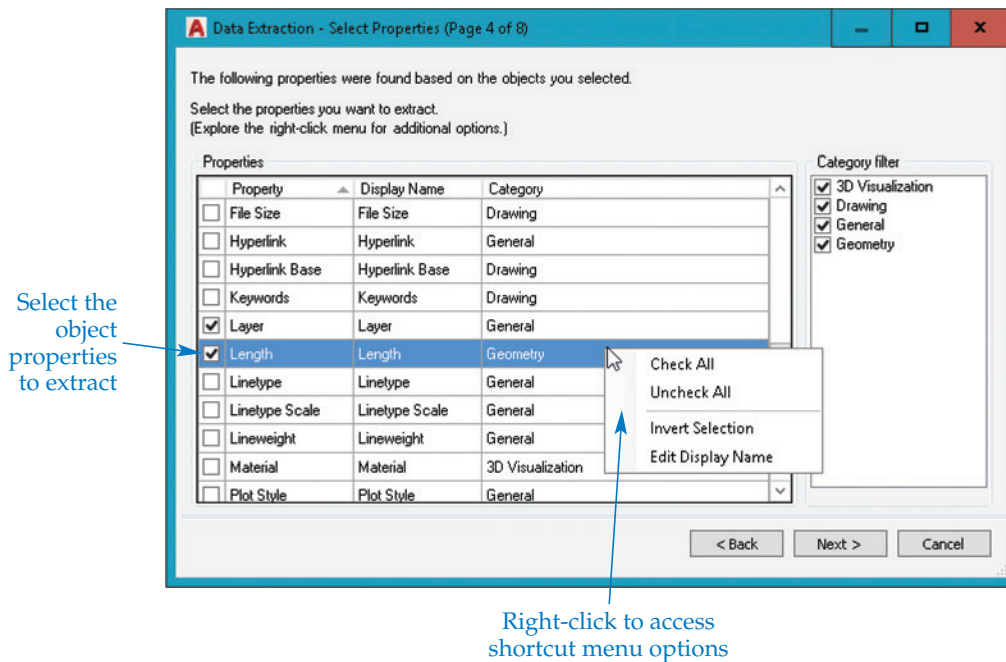 Data Extraction - Select Properties (Page 4 of 8)
The following properties were found based on the objects you selected.
Select the properties you want to extract.
(Explore the right-click menu for additional options.)
Properties
Property Display Name Category
File Size File Size Drawing
Hyperlink Hyperlink General
Hyperlink Base Hyperlink Base Drawing
Keywords Keywords Drawing
Layer Layer General
Length Length Geometry
Linetype Linetype General
Linetype Scale Linetype Scale General
Lineweight Lineweight General
Material Material 3D Visualization
Plot Style Plot Style General
Check All
Uncheck All
Invert Selection
Edit Display Name
Category filter
3D Visualization
Drawing
General
Geometry
< Back Next > Cancel
Select the
object
properties
to extract
Right-click to access
shortcut menu options